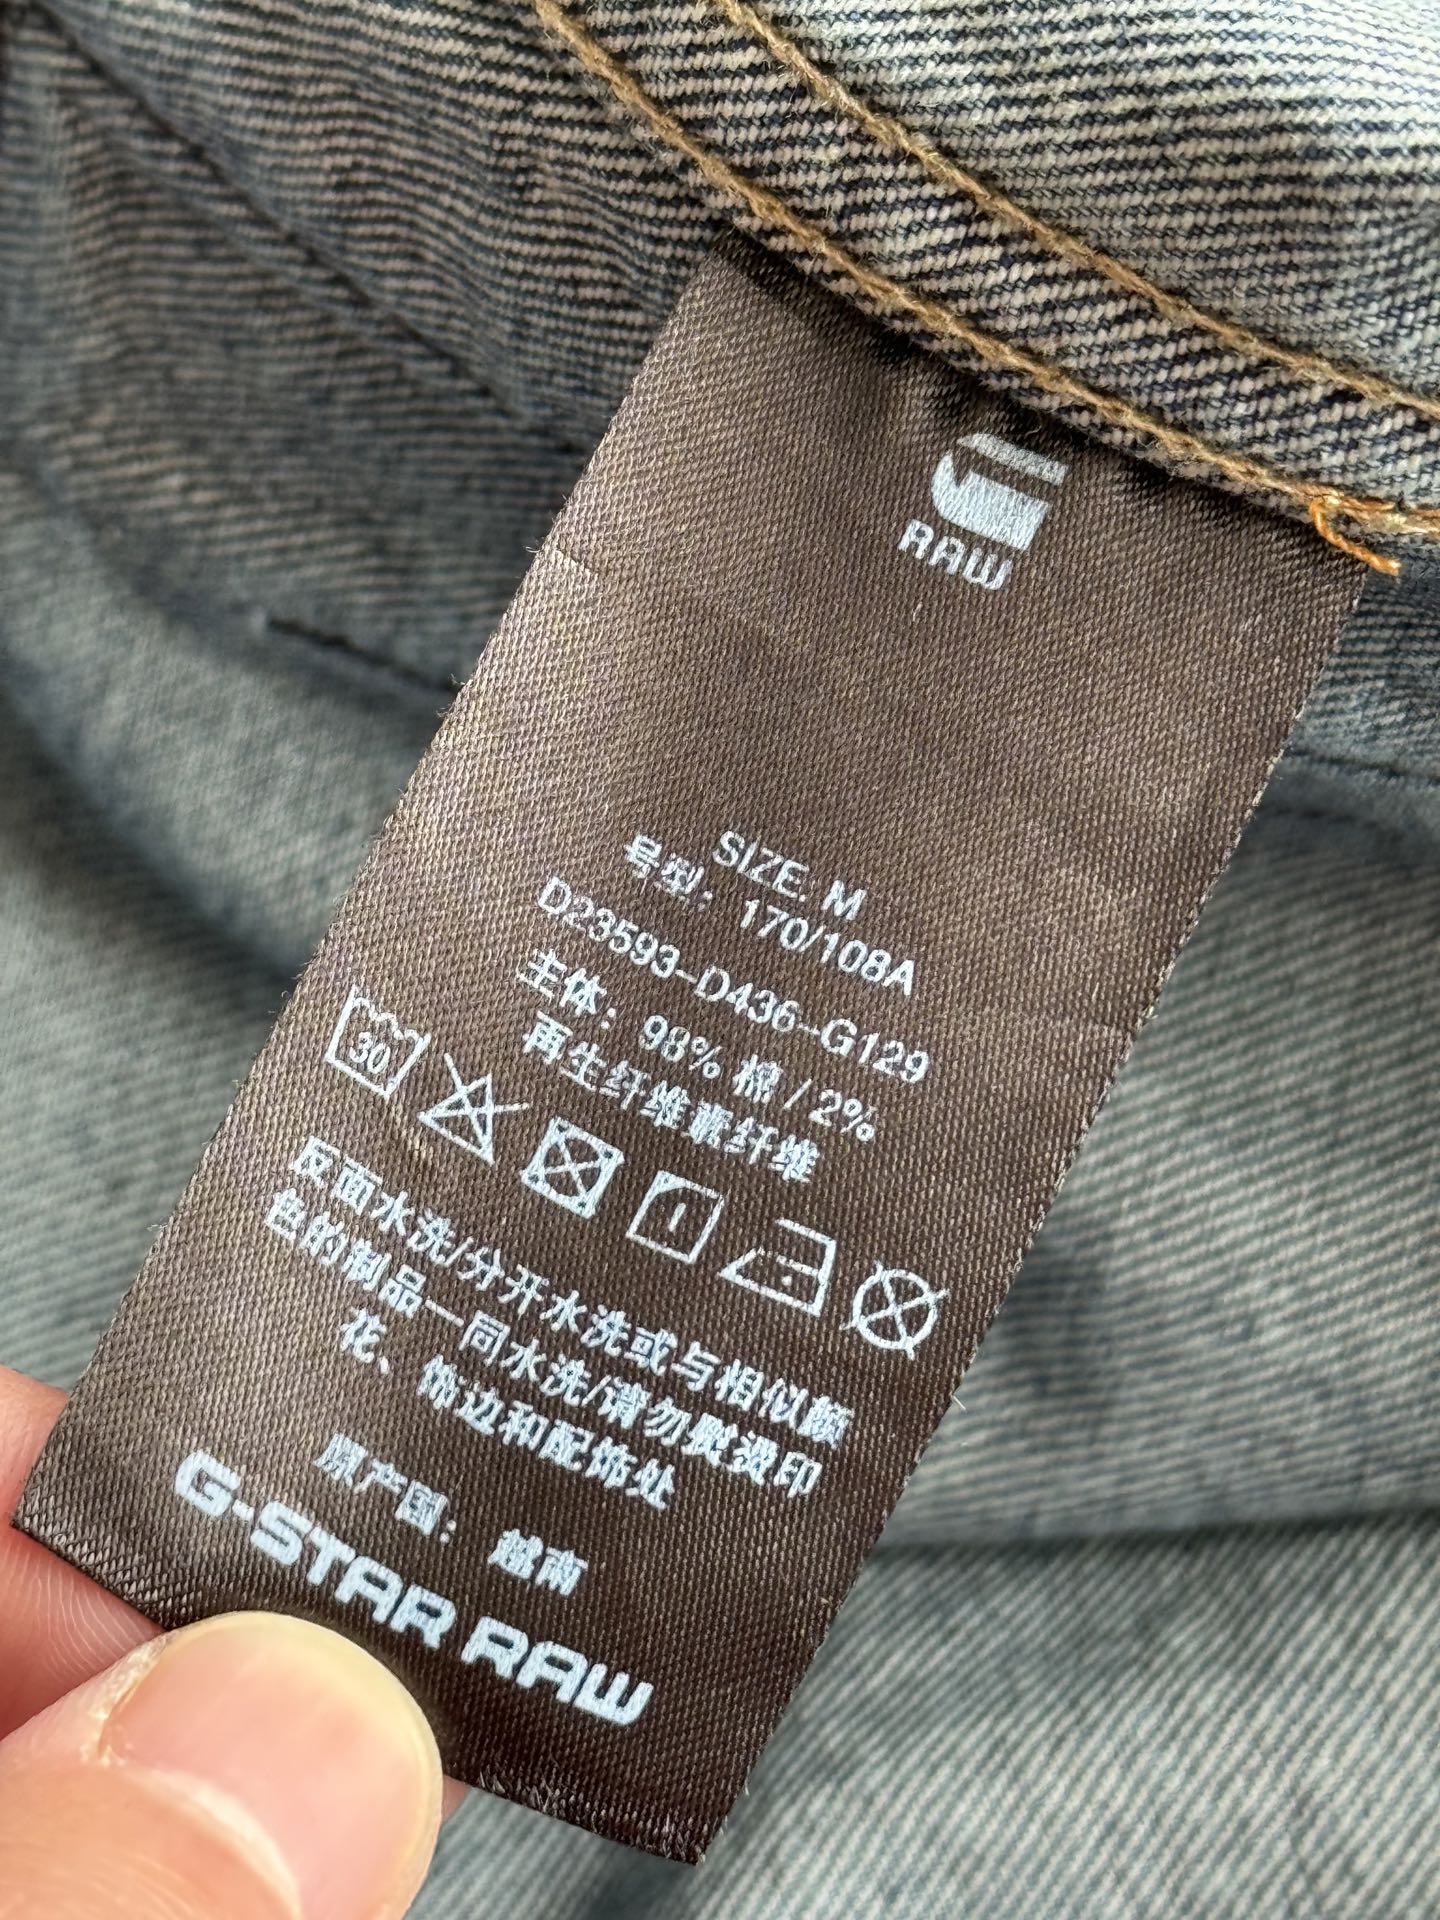 RAW
SIZE. M
号型：170/108A
D23593-D436-G129
主体：98% 棉 / 2%
再生纤维素纤维
30
反面水洗/分开水洗或与相似颜
色的制品一同水洗/请勿熨烫印
花、饰边和配饰处
原产国：越南
G-STAR RAW